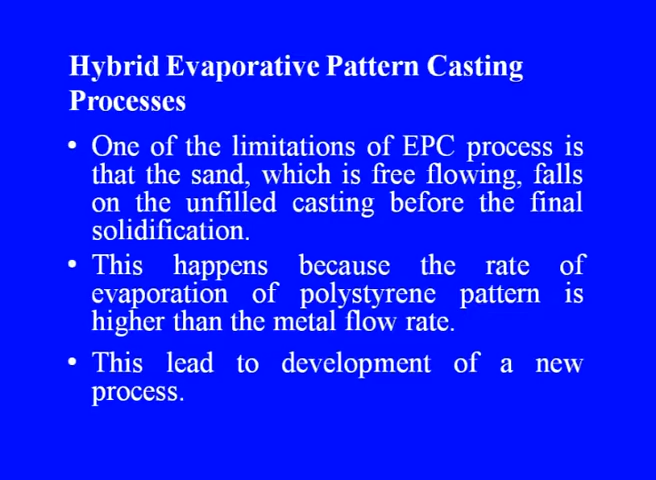 Hybrid Evaporative Pattern Casting
Processes
• One of the limitations of EPC process is
that the sand, which is free flowing, falls
on the unfilled casting before the final
solidification.
• This happens because the rate of
evaporation of polystyrene pattern is
higher than the metal flow rate.
• This lead to development of a new
process.